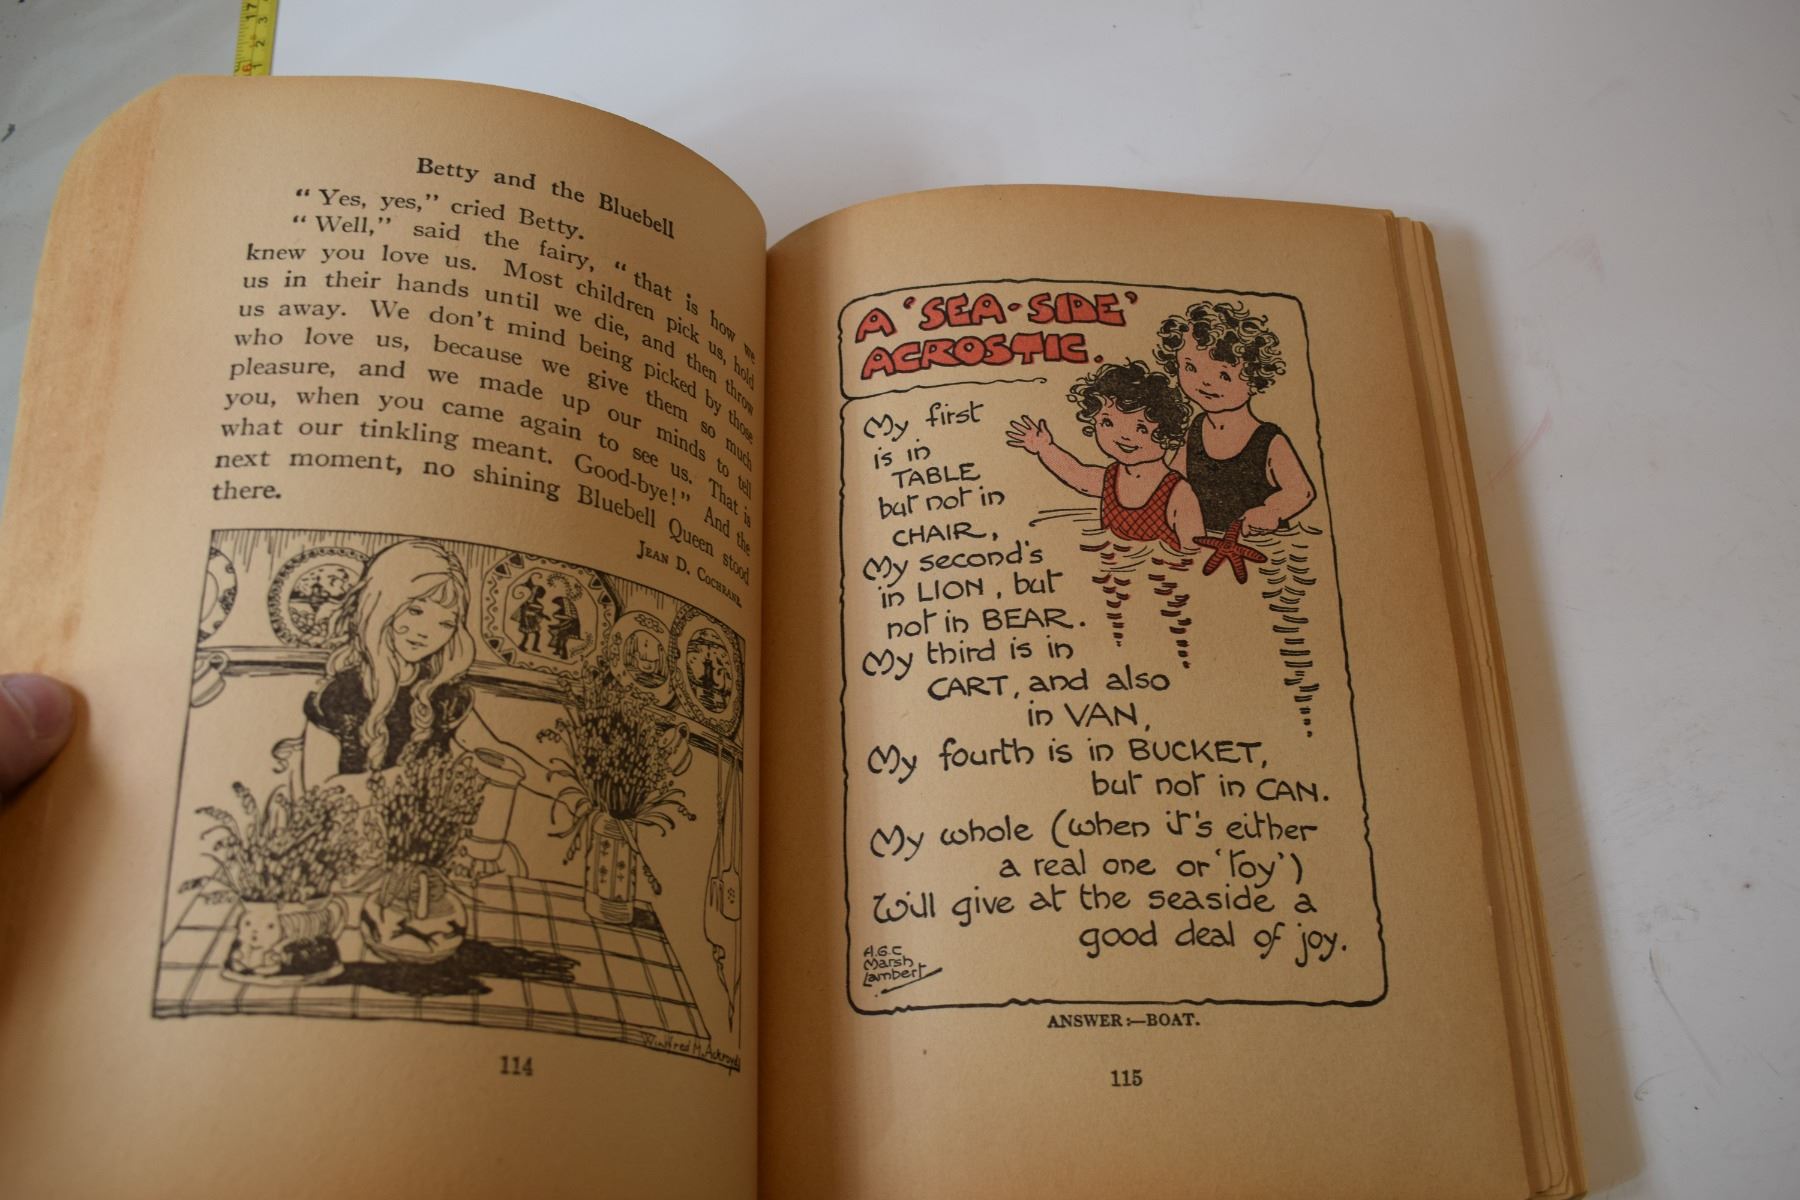 Betty and the Bluebell
“ Yes, yes,” cried Betty.
“ Well,” said the fairy, “ that is how we
knew you love us. Most children pick us, hold
us in their hands until we die, and then throw
us away. We don't mind being picked by those
who love us, because we give them so much
pleasure, and we made up our minds to tell
you, when you came again to see us. That is
what our tinkling meant. Good-bye!” And the
next moment, no shining Bluebell Queen stood
there.
JEAN D. COCHRANE.
Winifred M. Ackroyd
114
A ‘SEA-SIDE’
ACROSTIC.
My first
is in
TABLE
but not in
CHAIR,
My second's
in LION, but
not in BEAR.
My third is in
CART, and also
in VAN,
My fourth is in BUCKET,
but not in CAN.
My whole (when it's either
a real one or ‘toy’)
Will give at the seaside a
good deal of joy.
A.G.C.
Marsh
Lambert
ANSWER:—BOAT.
115
17
1 2 3